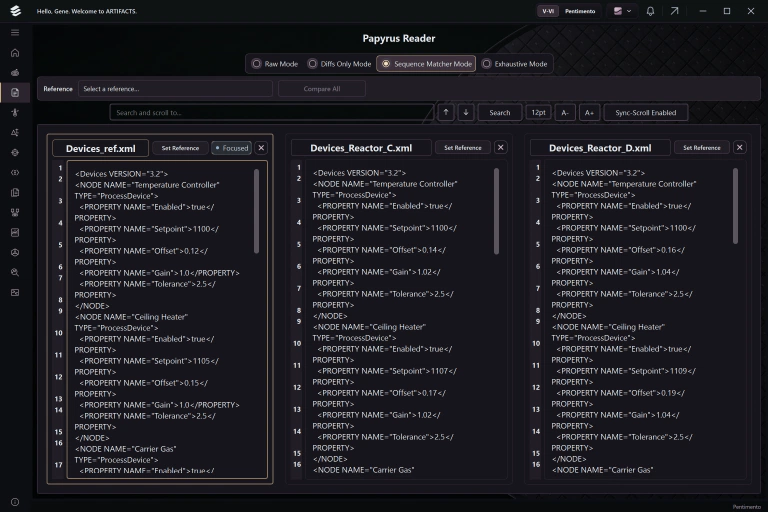 Hello, Gene. Welcome to ARTIFACTS.
V-VI
Pentimento
Papyrus Reader
Raw Mode
Diffs Only Mode
Sequence Matcher Mode
Exhaustive Mode
Reference
Select a reference...
Compare All
Search and scroll to...
↑
↓
Search
12pt
A-
A+
Sync-Scroll Enabled
Devices_ref.xml
Set Reference
• Focused
✕
1 <Devices VERSION="3.2">
2 <NODE NAME="Temperature Controller"
TYPE="ProcessDevice">
3 <PROPERTY NAME="Enabled">true</
PROPERTY>
4 <PROPERTY NAME="Setpoint">1100</
PROPERTY>
5 <PROPERTY NAME="Offset">0.12</
PROPERTY>
6 <PROPERTY NAME="Gain">1.0</PROPERTY>
7 <PROPERTY NAME="Tolerance">2.5</
PROPERTY>
8 </NODE>
9 <NODE NAME="Ceiling Heater"
TYPE="ProcessDevice">
10 <PROPERTY NAME="Enabled">true</
PROPERTY>
11 <PROPERTY NAME="Setpoint">1105</
PROPERTY>
12 <PROPERTY NAME="Offset">0.15</
PROPERTY>
13 <PROPERTY NAME="Gain">1.0</PROPERTY>
14 <PROPERTY NAME="Tolerance">2.5</
PROPERTY>
15 </NODE>
16 <NODE NAME="Carrier Gas"
TYPE="ProcessDevice">
17 <PROPERTY NAME="Enabled">true</
Devices_Reactor_C.xml
Set Reference
✕
1 <Devices VERSION="3.2">
2 <NODE NAME="Temperature Controller"
TYPE="ProcessDevice">
3 <PROPERTY NAME="Enabled">true</
PROPERTY>
4 <PROPERTY NAME="Setpoint">1100</
PROPERTY>
5 <PROPERTY NAME="Offset">0.14</
PROPERTY>
6 <PROPERTY NAME="Gain">1.02</
PROPERTY>
7 <PROPERTY NAME="Tolerance">2.5</
PROPERTY>
8 </NODE>
9 <NODE NAME="Ceiling Heater"
TYPE="ProcessDevice">
10 <PROPERTY NAME="Enabled">true</
PROPERTY>
11 <PROPERTY NAME="Setpoint">1107</
PROPERTY>
12 <PROPERTY NAME="Offset">0.17</
PROPERTY>
13 <PROPERTY NAME="Gain">1.02</
PROPERTY>
14 <PROPERTY NAME="Tolerance">2.5</
PROPERTY>
15 </NODE>
16 <NODE NAME="Carrier Gas"
Devices_Reactor_D.xml
Set Reference
✕
1 <Devices VERSION="3.2">
2 <NODE NAME="Temperature Controller"
TYPE="ProcessDevice">
3 <PROPERTY NAME="Enabled">true</
PROPERTY>
4 <PROPERTY NAME="Setpoint">1100</
PROPERTY>
5 <PROPERTY NAME="Offset">0.16</
PROPERTY>
6 <PROPERTY NAME="Gain">1.04</
PROPERTY>
7 <PROPERTY NAME="Tolerance">2.5</
PROPERTY>
8 </NODE>
9 <NODE NAME="Ceiling Heater"
TYPE="ProcessDevice">
10 <PROPERTY NAME="Enabled">true</
PROPERTY>
11 <PROPERTY NAME="Setpoint">1109</
PROPERTY>
12 <PROPERTY NAME="Offset">0.19</
PROPERTY>
13 <PROPERTY NAME="Gain">1.04</
PROPERTY>
14 <PROPERTY NAME="Tolerance">2.5</
PROPERTY>
15 </NODE>
16 <NODE NAME="Carrier Gas"
Pentimento